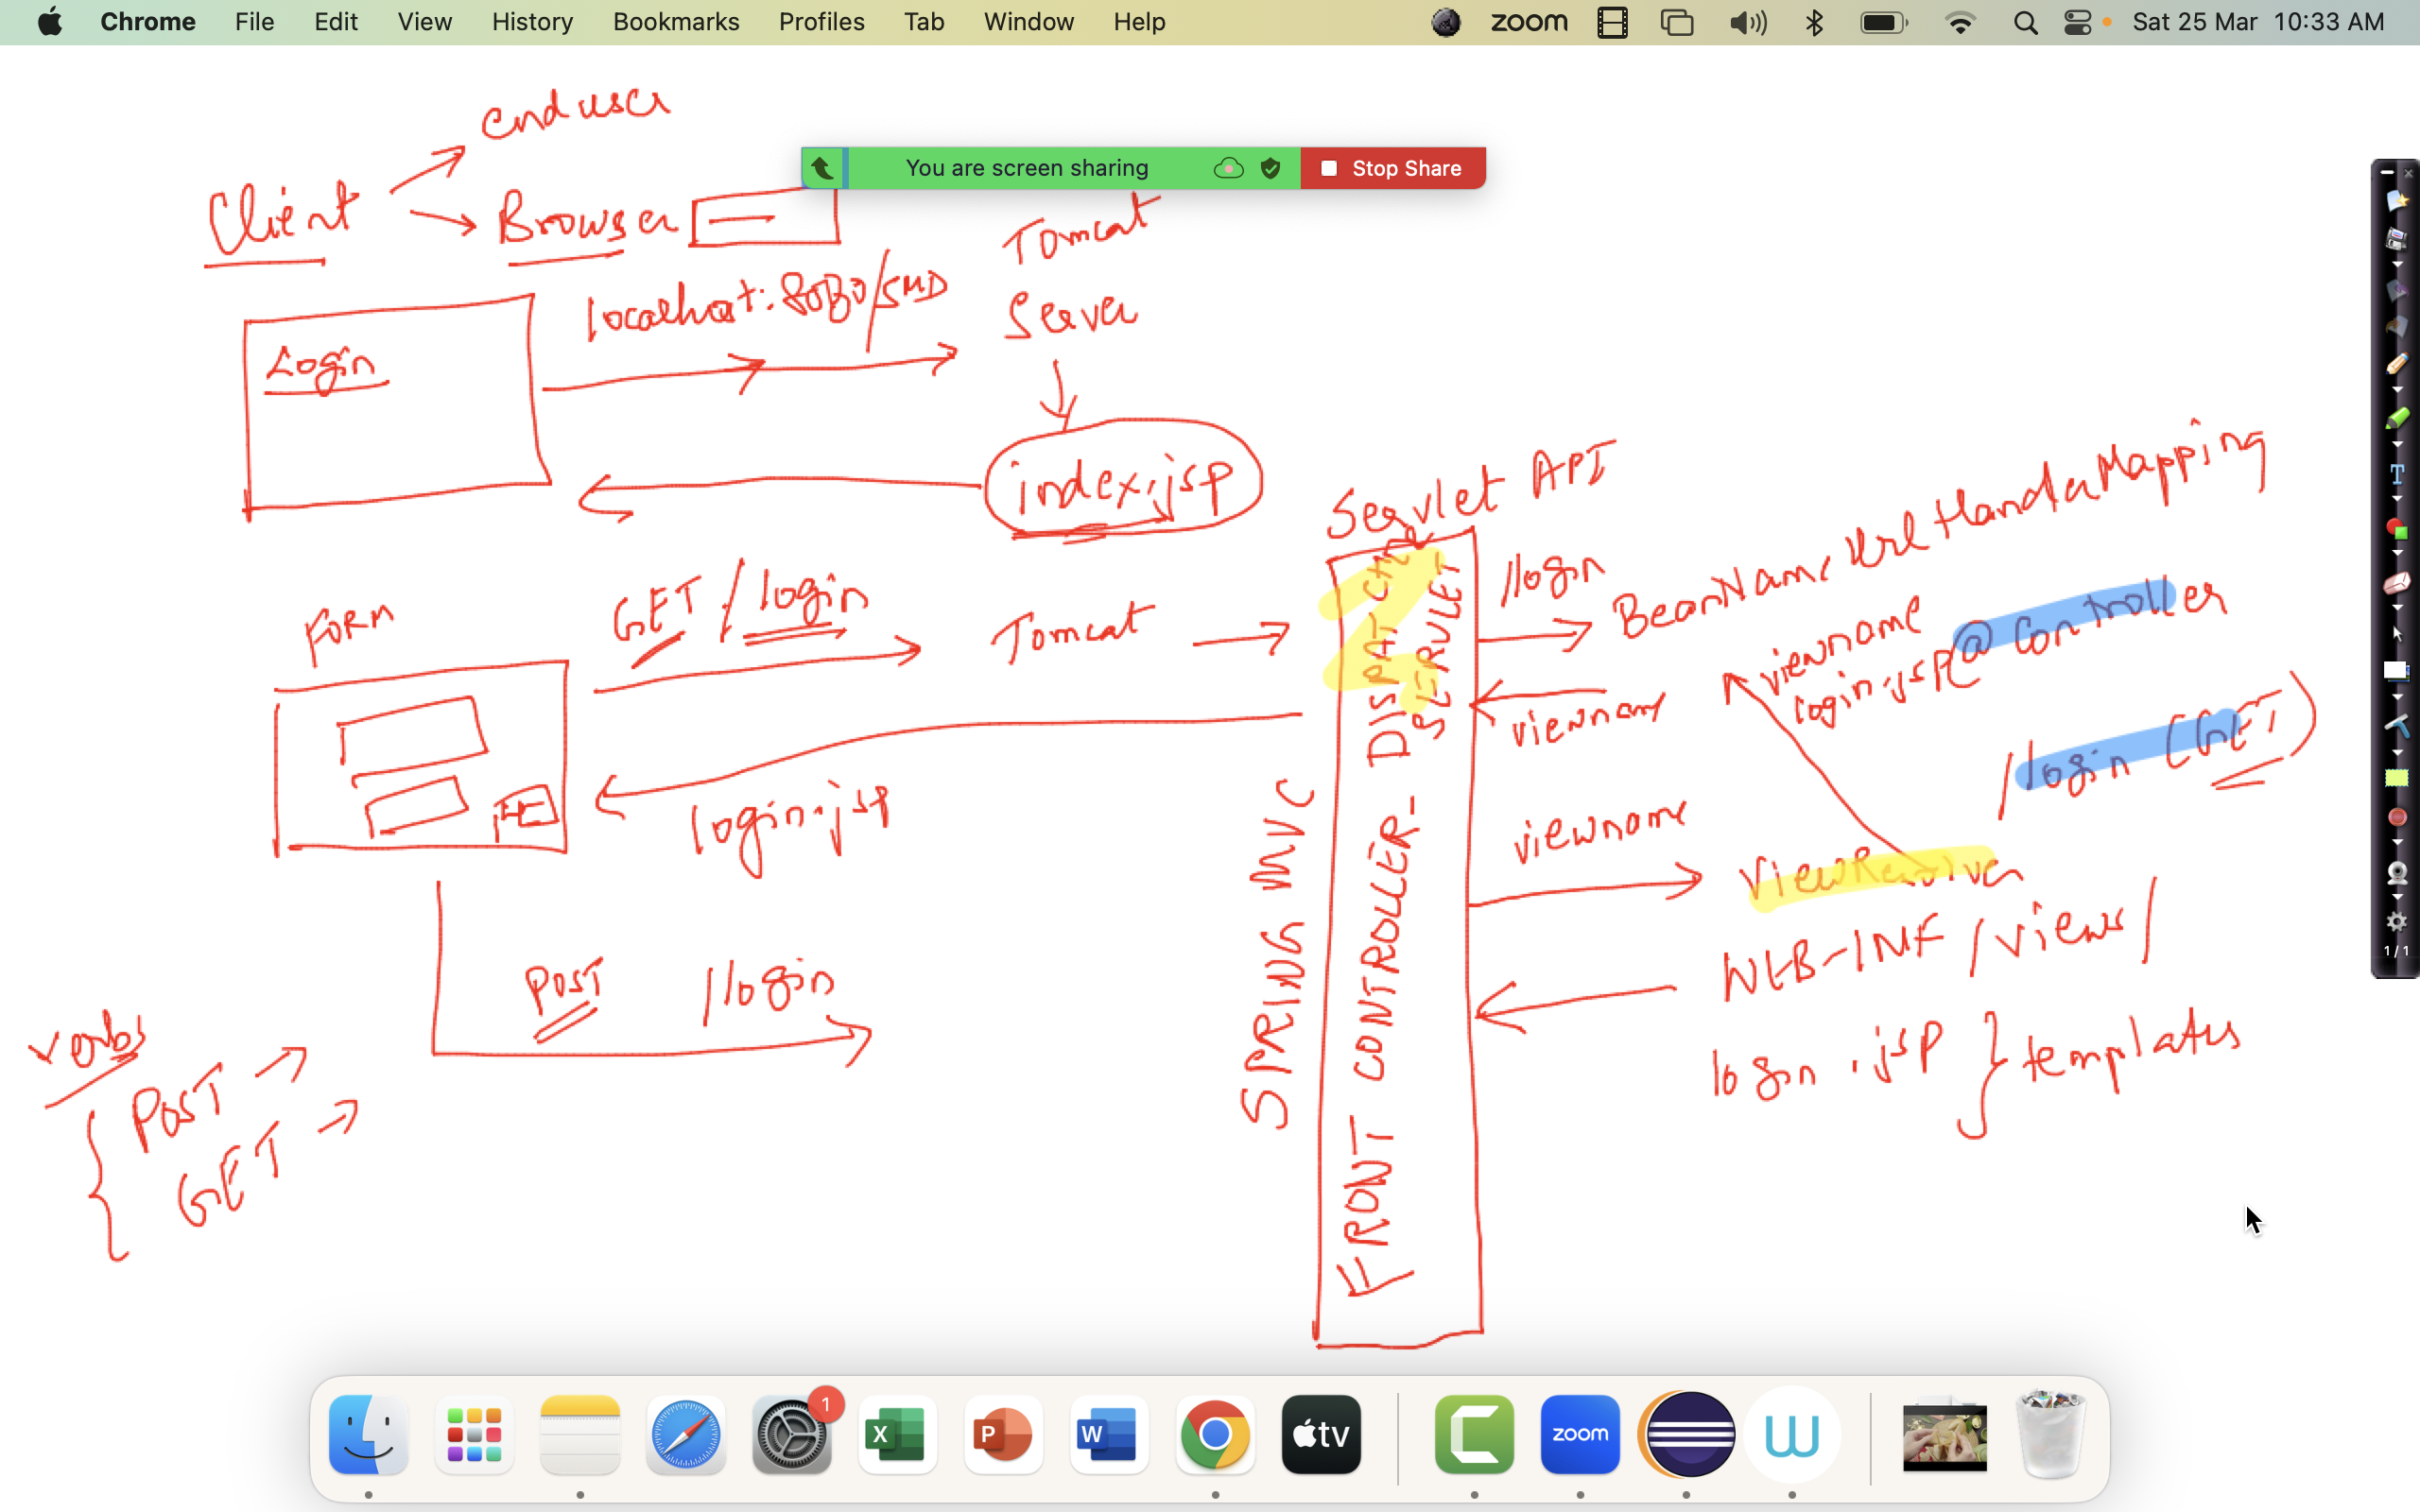 Chrome File Edit View History Bookmarks Profiles Tab Window Help
zoom Sat 25 Mar 10:33 AM
You are screen sharing Stop Share
end user
Client
Browser
Tomcat
Server
localhost:8080/SMD
Login
index.jsp
Servlet API
FORM
GET /login
Tomcat
/login
BeanNameUrlHandlerMapping
viewname
login.jsp
@Controller
/login (GET)
viewname
login.jsp
SPRING MVC
FRONT CONTROLLER - DISPATCHER
SERVLET
viewname
ViewResolver
WEB-INF/views/
login.jsp } templates
POST /login
verbs
POST
GET
1/1
1
X
P
W
tv
C
zoom
W